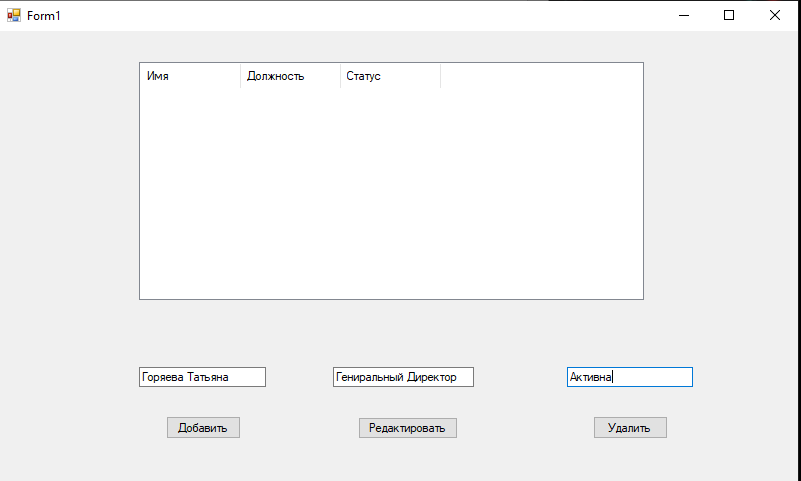 Form1
Имя Должность Статус
Горяева Татьяна Гениральный Директор Активна
Добавить Редактировать Удалить